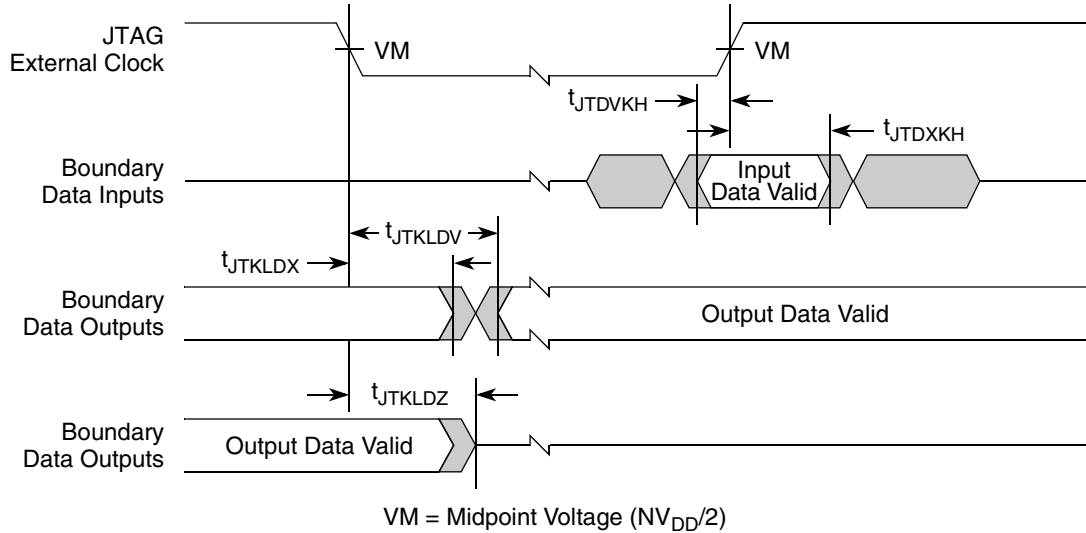 JTAG
External Clock
VM
VM
tJTDVKH
tJTDXKH
Boundary
Data Inputs
Input
Data Valid
tJTKLDV
tJTKLDX
Boundary
Data Outputs
Output Data Valid
tJTKLDZ
Boundary
Data Outputs
Output Data Valid
VM = Midpoint Voltage (NVDD/2)